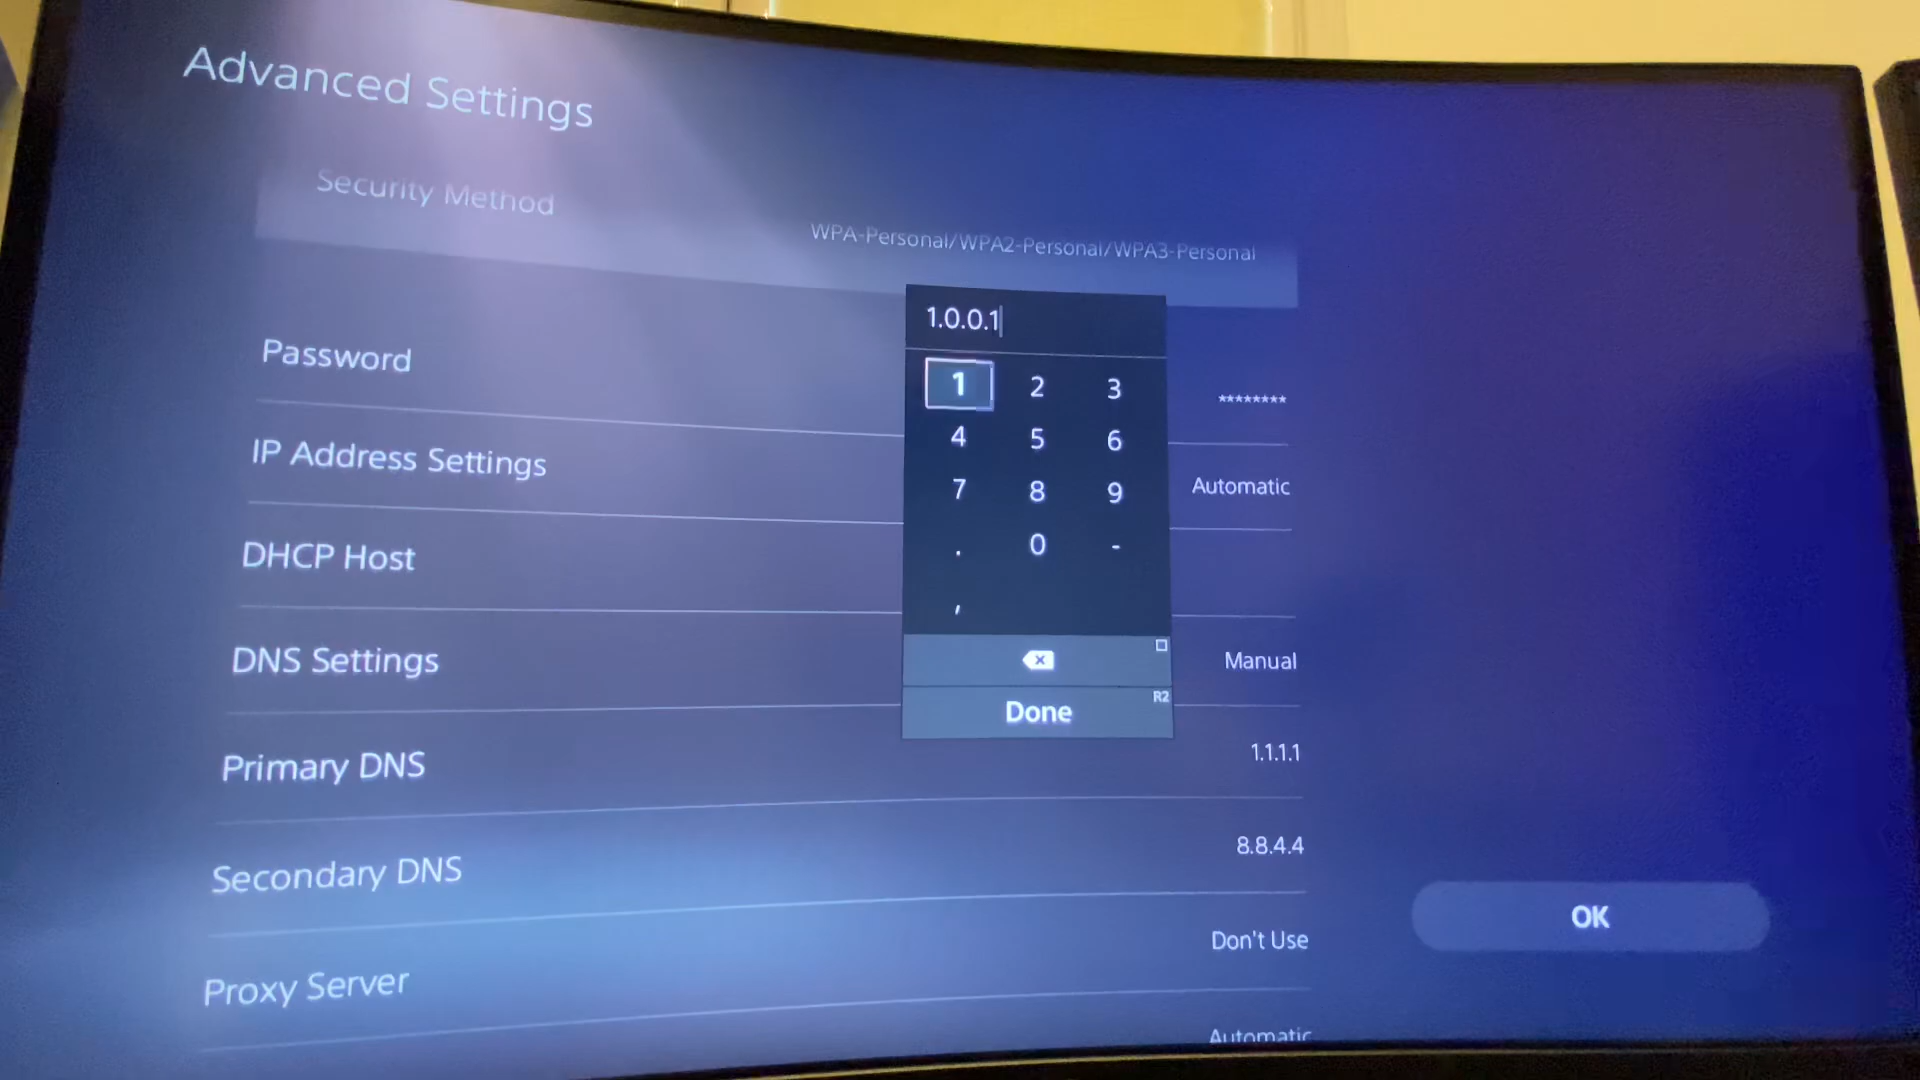 Advanced Settings
Security Method
WPA-Personal/WPA2-Personal/WPA3-Personal
1.0.0.1
1 2 3
4 5 6
7 8 9
. 0 -
,
Done R2
Password ********
IP Address Settings Automatic
DHCP Host
DNS Settings Manual
Primary DNS 1.1.1.1
Secondary DNS 8.8.4.4
Proxy Server Don't Use
Automatic
OK